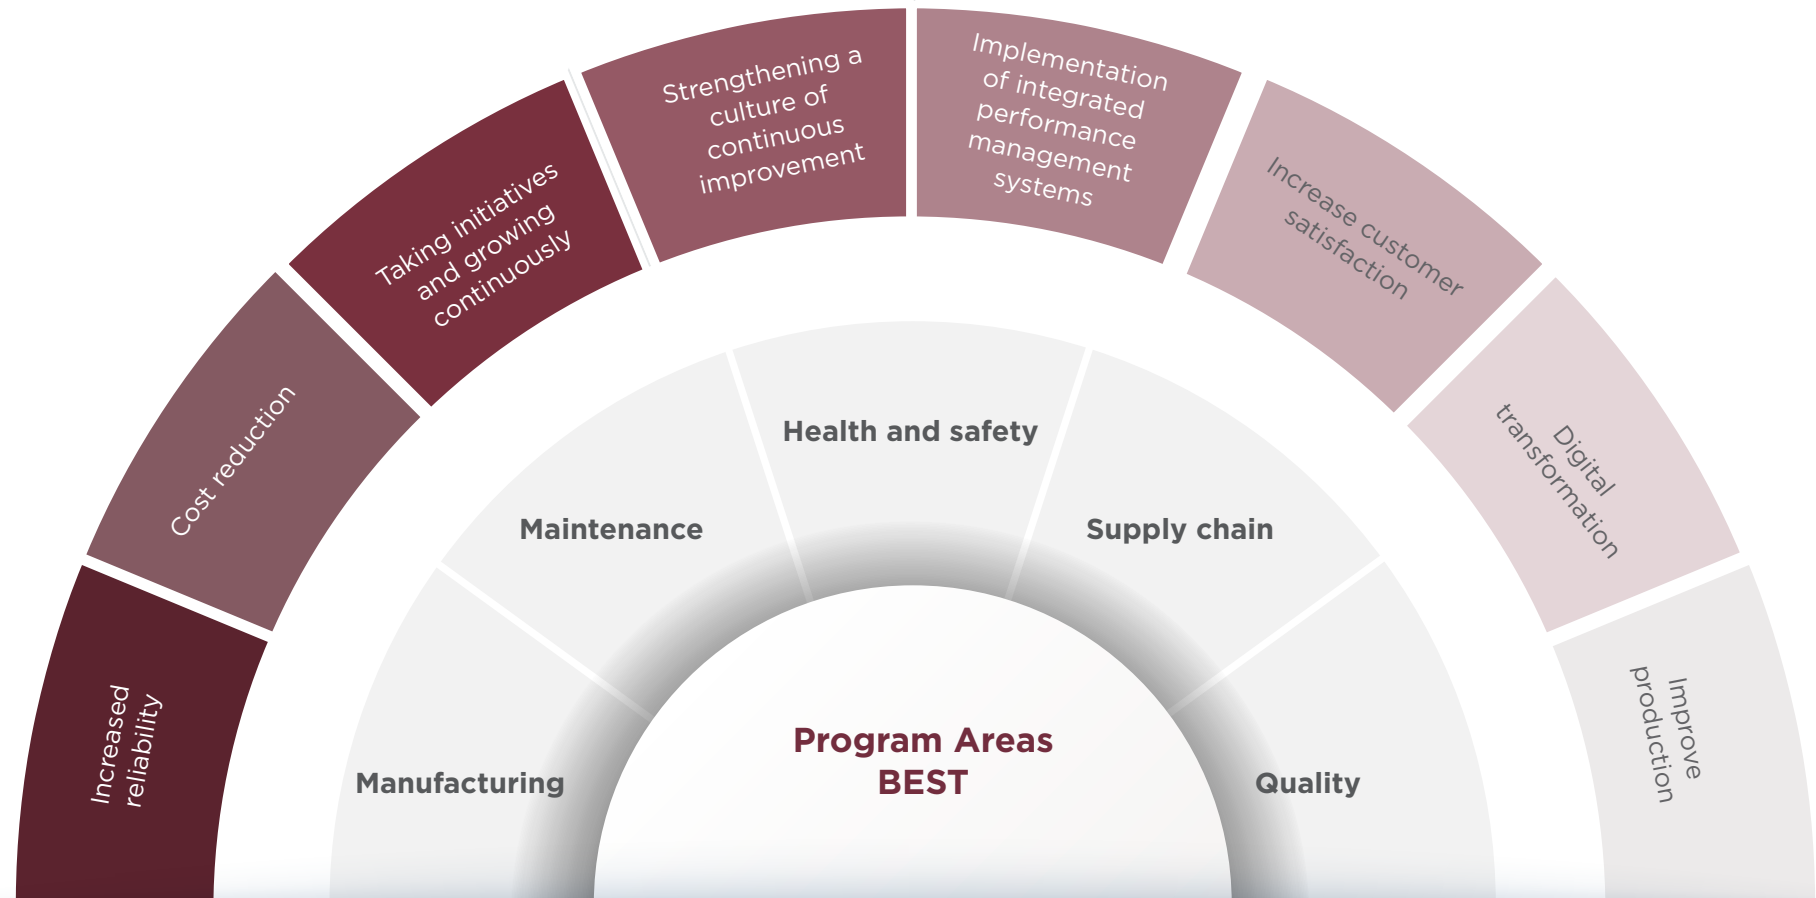 Increased
reliability
Cost reduction
Taking initiatives
and growing
continuously
Strengthening a
culture of
continuous
improvement
Implementation
of integrated
performance
management
systems
Increase customer
satisfaction
Digital
transformation
Improve
production
Manufacturing
Maintenance
Health and safety
Supply chain
Quality
Program Areas
BEST